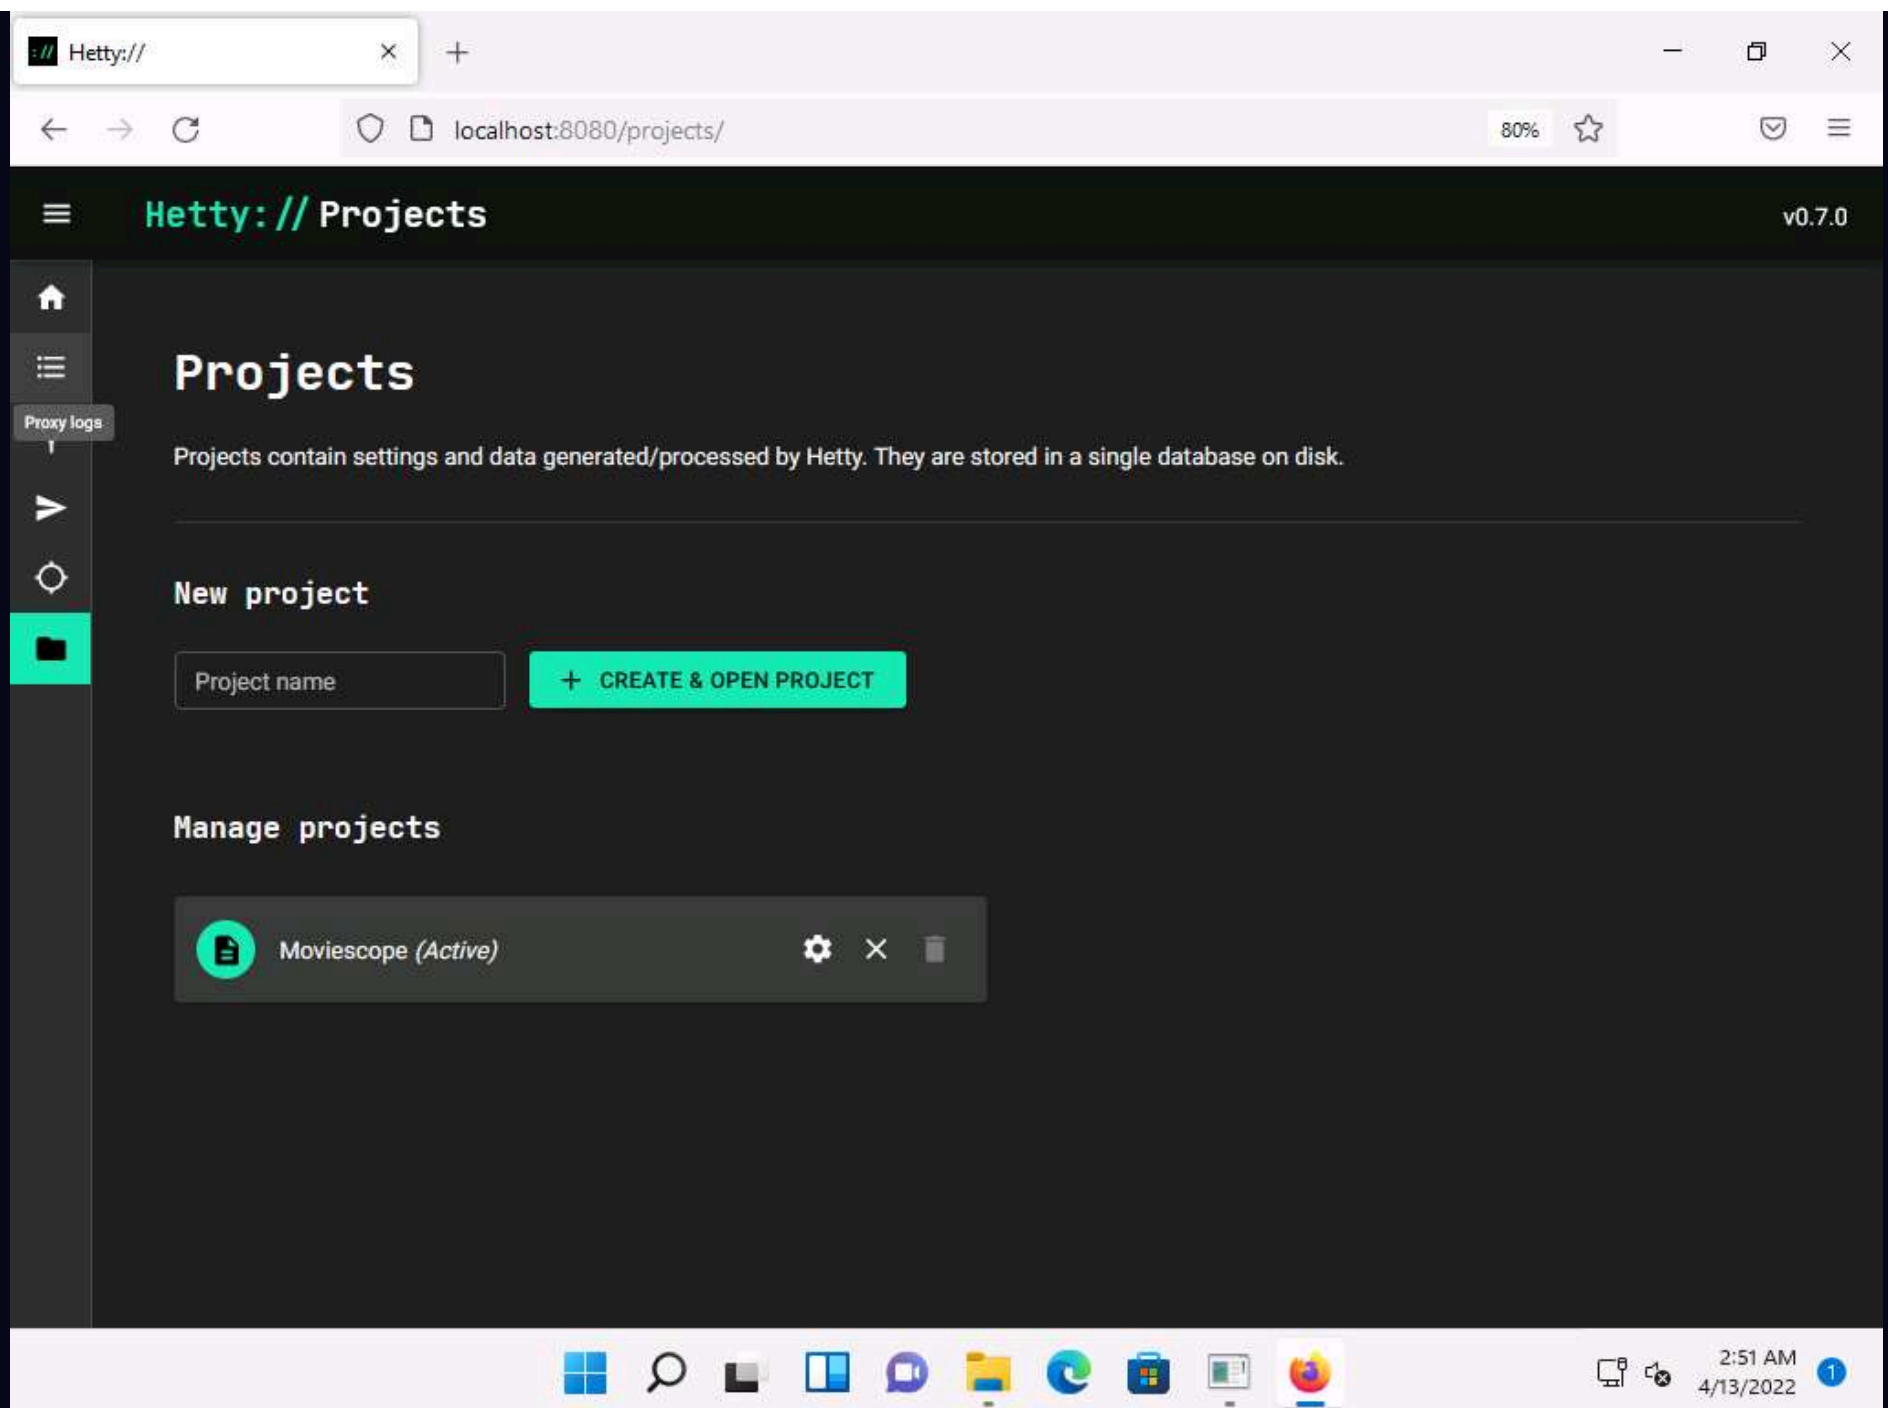 :// Hetty://
localhost:8080/projects/
80%
Hetty:// Projects
v0.7.0
Projects
Proxy logs
Projects contain settings and data generated/processed by Hetty. They are stored in a single database on disk.
New project
Project name
+ CREATE & OPEN PROJECT
Manage projects
Moviescope (Active)
2:51 AM
4/13/2022
1